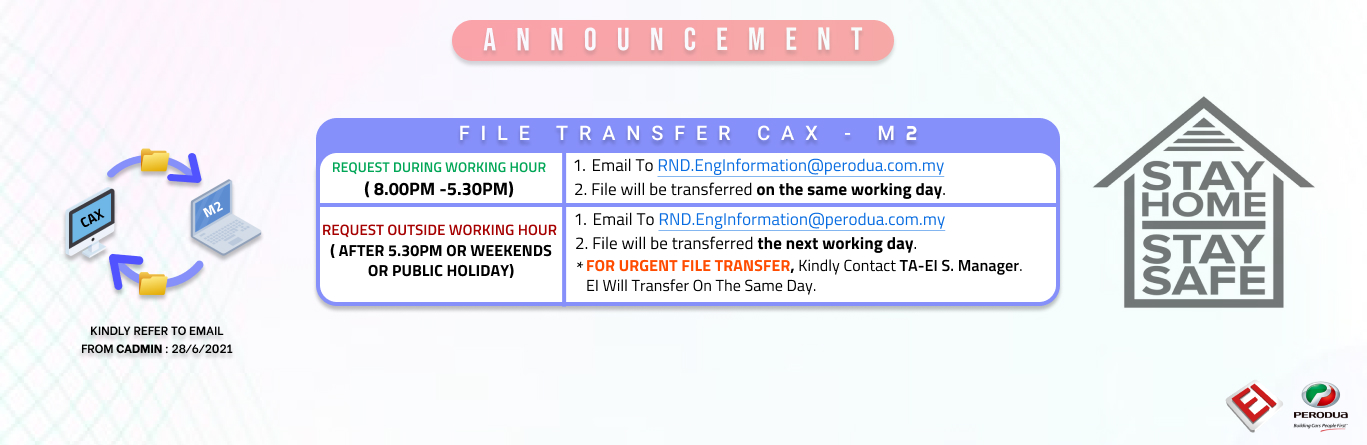 ANNOUNCEMENT
FILE TRANSFER CAX - M2
REQUEST DURING WORKING HOUR
( 8.00PM -5.30PM)
1. Email To RND.EngInformation@perodua.com.my
2. File will be transferred on the same working day.
REQUEST OUTSIDE WORKING HOUR
( AFTER 5.30PM OR WEEKENDS
OR PUBLIC HOLIDAY)
1. Email To RND.EngInformation@perodua.com.my
2. File will be transferred the next working day.
* FOR URGENT FILE TRANSFER, Kindly Contact TA-EI S. Manager.
EI Will Transfer On The Same Day.
CAX
M2
KINDLY REFER TO EMAIL
FROM CADMIN : 28/6/2021
STAY
HOME
STAY
SAFE
EI
PERODUA
Building Cars, People First